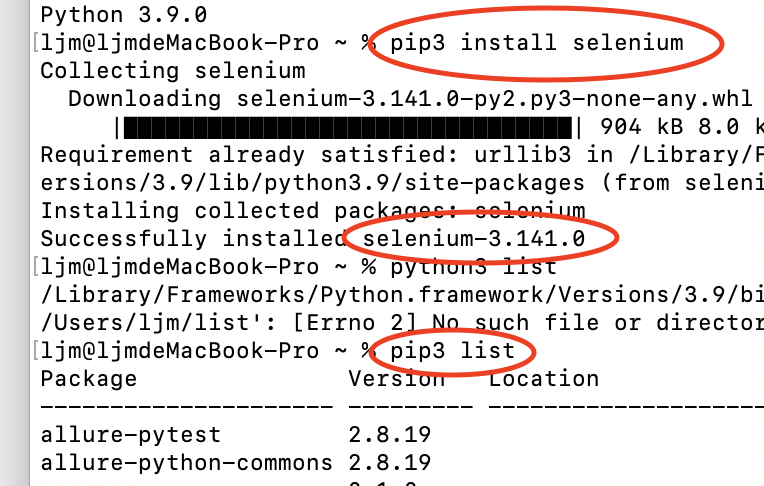 Python 3.9.0
[ljm@ljmdeMacBook-Pro ~ % pip3 install selenium
Collecting selenium
Downloading selenium-3.141.0-py2.py3-none-any.whl
|████████████████████████████████| 904 kB 8.0 k
Requirement already satisfied: urllib3 in /Library/F
ersions/3.9/lib/python3.9/site-packages (from seleni
Installing collected packages: selenium
Successfully installed selenium-3.141.0
[ljm@ljmdeMacBook-Pro ~ % python3 list
/Library/Frameworks/Python.framework/Versions/3.9/bi
/Users/ljm/list': [Errno 2] No such file or director
[ljm@ljmdeMacBook-Pro ~ % pip3 list
Package Version Location
--------------------- --------- --------------------
allure-pytest 2.8.19
allure-python-commons 2.8.19